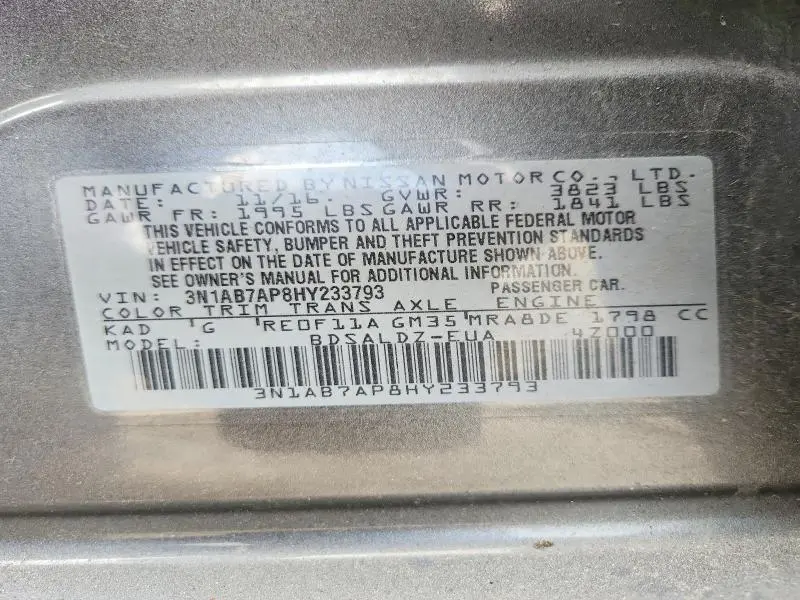 MANUFACTURED BY NISSAN MOTOR CO., LTD.
DATE: 11/16. GVWR: 3823 LBS
GAWR FR: 1995 LBS GAWR RR: 1841 LBS
THIS VEHICLE CONFORMS TO ALL APPLICABLE FEDERAL MOTOR
VEHICLE SAFETY, BUMPER AND THEFT PREVENTION STANDARDS
IN EFFECT ON THE DATE OF MANUFACTURE SHOWN ABOVE.
SEE OWNER'S MANUAL FOR ADDITIONAL INFORMATION.
VIN: 3N1AB7AP8HY233793 PASSENGER CAR.
COLOR TRIM TRANS AXLE ENGINE
KAD G RE0F11A GM35 MRA8DE 1798 CC
MODEL: BDSALDZ-EUA 4Z000
3N1AB7AP8HY233793